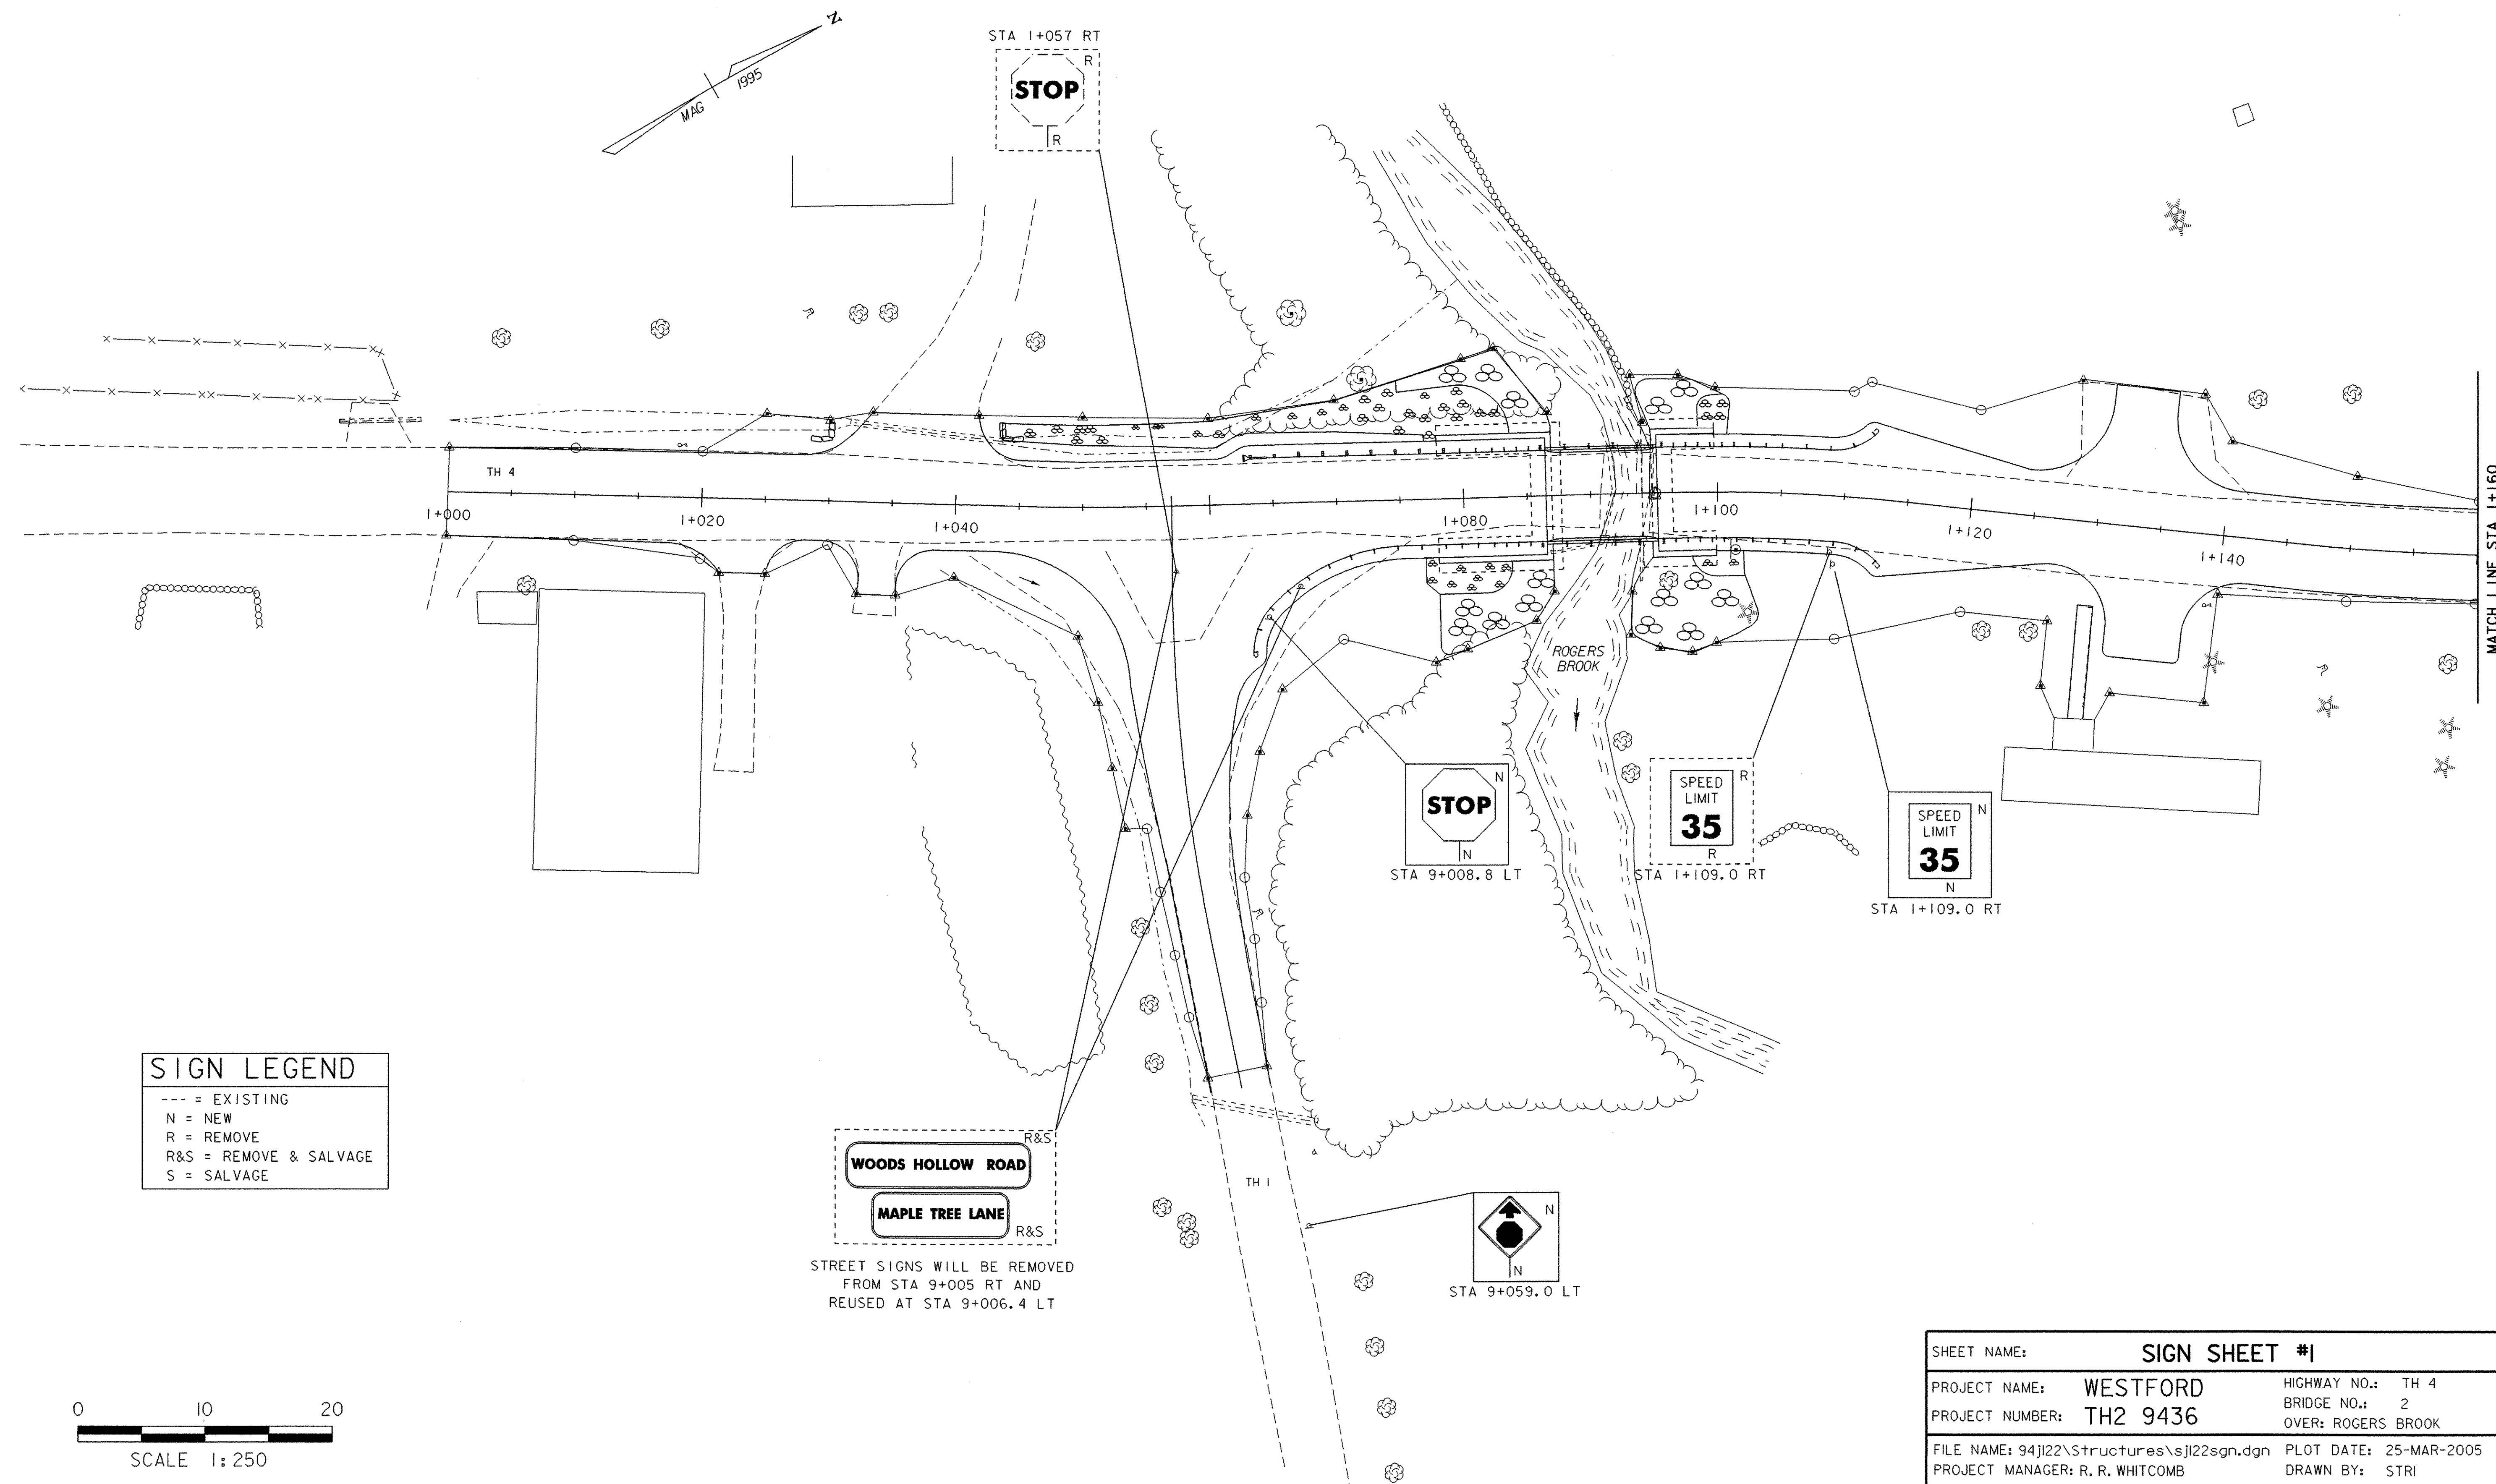 N
MAG
1995
STA 1+057 RT
R
STOP
R
TH 4
1+000
1+020
1+040
1+080
1+100
1+120
1+140
MATCH LINE STA 1+160
ROGERS
BROOK
N
STOP
N
STA 9+008.8 LT
R
SPEED
LIMIT
35
R
STA 1+109.0 RT
N
SPEED
LIMIT
35
N
STA 1+109.0 RT
SIGN LEGEND
--- = EXISTING
N = NEW
R = REMOVE
R&S = REMOVE & SALVAGE
S = SALVAGE
R&S
WOODS HOLLOW ROAD
MAPLE TREE LANE
R&S
STREET SIGNS WILL BE REMOVED
FROM STA 9+005 RT AND
REUSED AT STA 9+006.4 LT
TH 1
N
N
STA 9+059.0 LT
0 10 20
SCALE 1:250
SHEET NAME: SIGN SHEET #1
PROJECT NAME: WESTFORD
PROJECT NUMBER: TH2 9436
HIGHWAY NO.: TH 4
BRIDGE NO.: 2
OVER: ROGERS BROOK
FILE NAME: 94j122\Structures\sj122sgn.dgn PLOT DATE: 25-MAR-2005
PROJECT MANAGER: R. R. WHITCOMB DRAWN BY: STRI